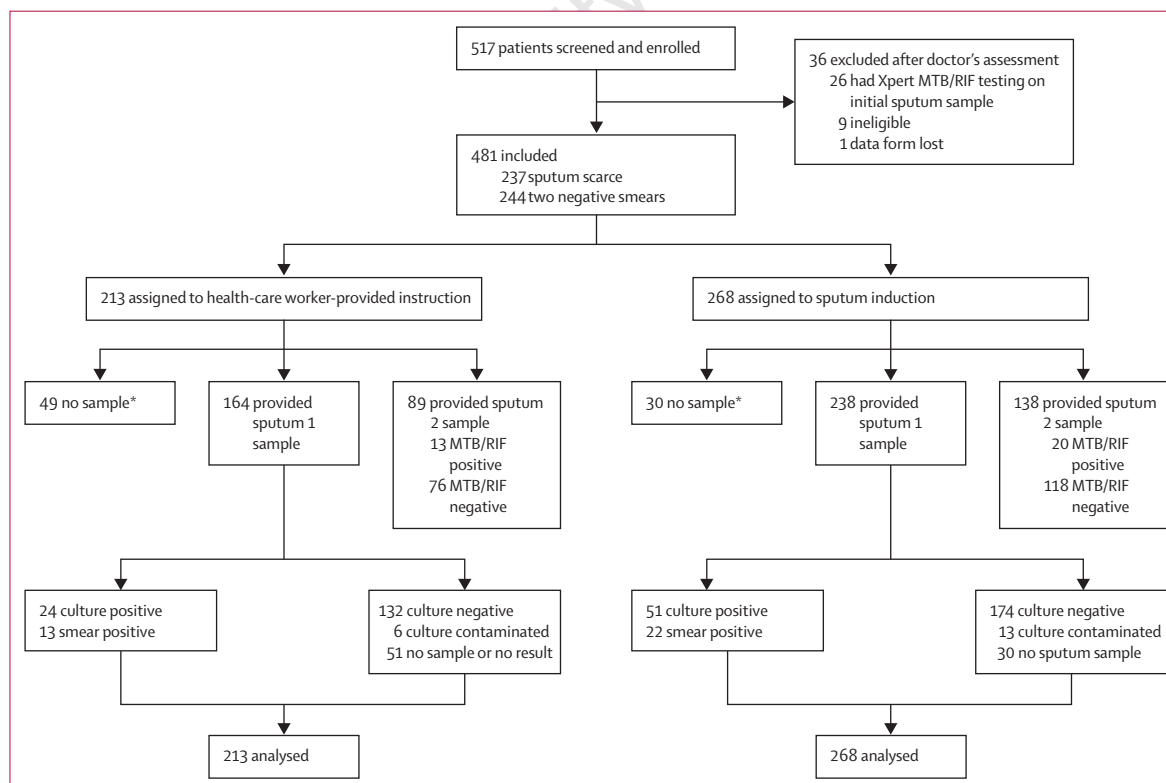 517 patients screened and enrolled
36 excluded after doctor's assessment
26 had Xpert MTB/RIF testing on
initial sputum sample
9 ineligible
1 data form lost
481 included
237 sputum scarce
244 two negative smears
213 assigned to health-care worker-provided instruction
268 assigned to sputum induction
49 no sample*
164 provided
sputum 1
sample
89 provided sputum
2 sample
13 MTB/RIF
positive
76 MTB/RIF
negative
30 no sample*
238 provided
sputum 1
sample
138 provided sputum
2 sample
20 MTB/RIF
positive
118 MTB/RIF
negative
24 culture positive
13 smear positive
132 culture negative
6 culture contaminated
51 no sample or no result
51 culture positive
22 smear positive
174 culture negative
13 culture contaminated
30 no sputum sample
213 analysed
268 analysed